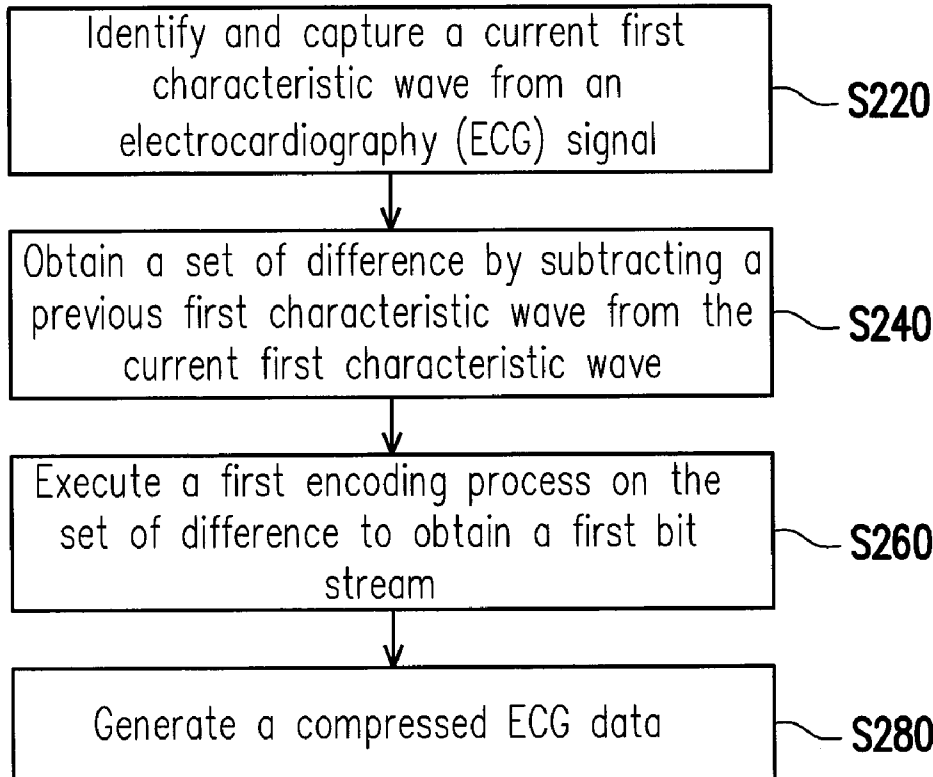 Identify and capture a current first
characteristic wave from an
electrocardiography (ECG) signal
S220
Obtain a set of difference by subtracting a
previous first characteristic wave from the
current first characteristic wave
S240
Execute a first encoding process on the
set of difference to obtain a first bit
stream
S260
Generate a compressed ECG data
S280